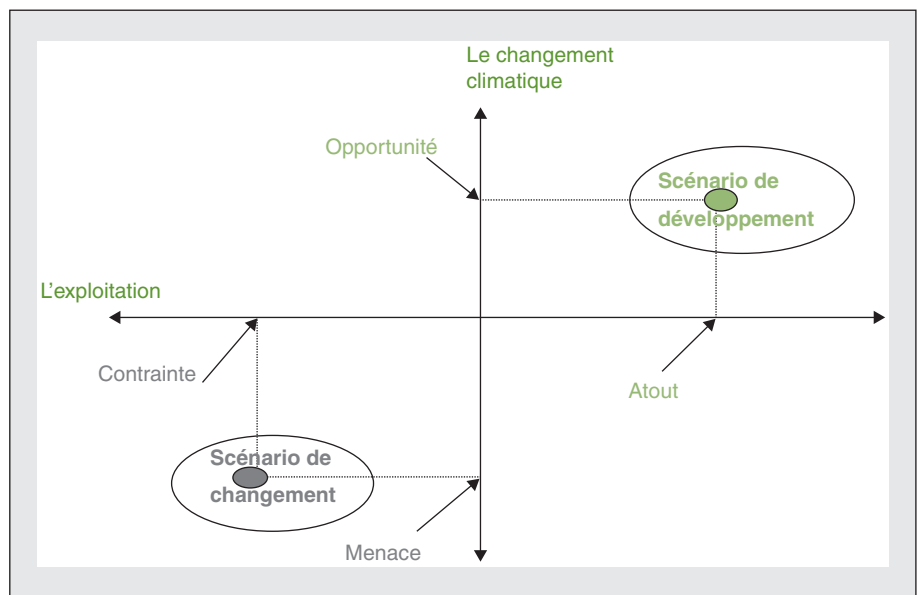 Le changement
climatique
Opportunité
Scénario de
développement
L'exploitation
Contrainte
Atout
Scénario de
changement
Menace